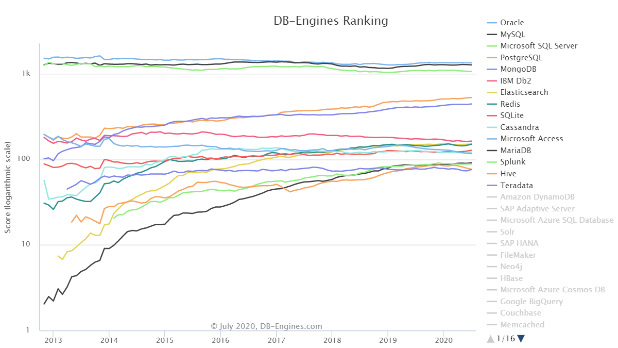 DB-Engines Ranking
Score (logarithmic scale)
1k
100
10
1
2013
2014
2015
2016
2017
2018
2019
2020
© July 2020, DB-Engines.com
Oracle
MySQL
Microsoft SQL Server
PostgreSQL
MongoDB
IBM Db2
Elasticsearch
Redis
SQLite
Cassandra
Microsoft Access
MariaDB
Splunk
Hive
Teradata
Amazon DynamoDB
SAP Adaptive Server
Microsoft Azure SQL Database
Solr
SAP HANA
FileMaker
Neo4j
HBase
Microsoft Azure Cosmos DB
Google BigQuery
Couchbase
Memcached
1/16